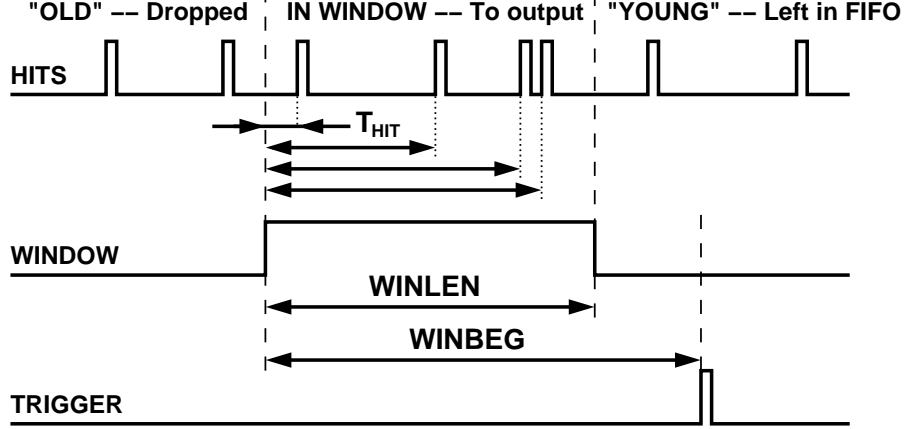 "OLD" −− Dropped
IN WINDOW −− To output
"YOUNG" −− Left in FIFO
HITS
THIT
WINDOW
WINLEN
WINBEG
TRIGGER